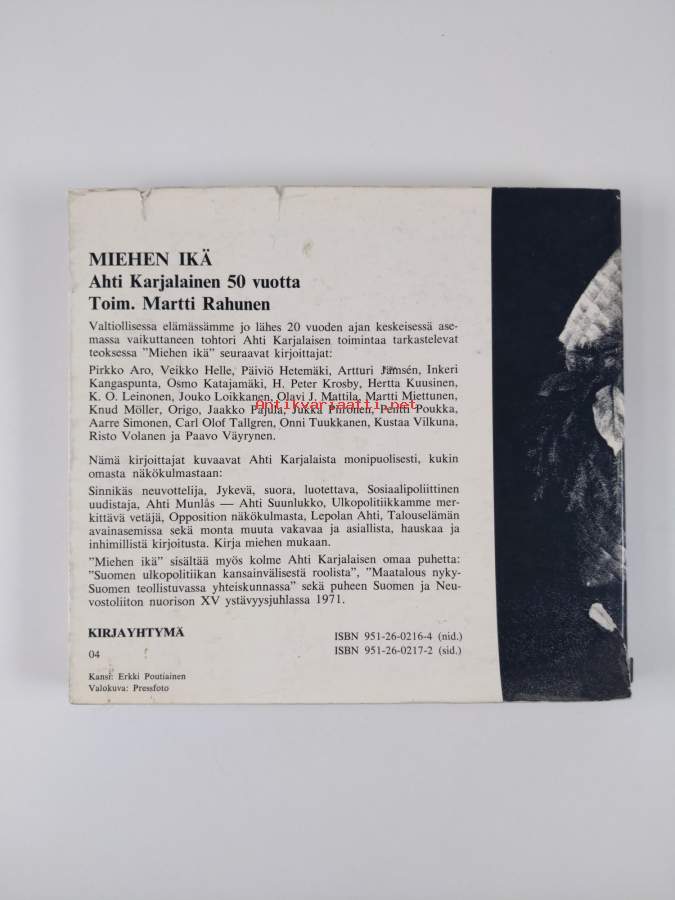 MIEHEN IKÄ
Ahti Karjalainen 50 vuotta
Toim. Martti Rahunen
Valtiollisessa elämässämme jo lähes 20 vuoden ajan keskeisessä ase-
massa vaikuttaneen tohtori Ahti Karjalaisen toimintaa tarkastelevat
teoksessa ”Miehen ikä” seuraavat kirjoittajat:
Pirkko Aro, Veikko Helle, Päiviö Hetemäki, Artturi Jämsén, Inkeri
Kangaspunta, Osmo Katajamäki, H. Peter Krosby, Hertta Kuusinen,
K. O. Leinonen, Jouko Loikkanen, Olavi J. Mattila, Martti Miettunen,
Knud Möller, Origo, Jaakko Pajula, Jukka Pihonen, Pentti Poukka,
Aarre Simonen, Carl Olof Tallgren, Onni Tuukkanen, Kustaa Vilkuna,
Risto Volanen ja Paavo Väyrynen.
Nämä kirjoittajat kuvaavat Ahti Karjalaista monipuolisesti, kukin
omasta näkökulmastaan:
Sinnikäs neuvottelija, Jykevä, suora, luotettava, Sosiaalipoliittinen
uudistaja, Ahti Munlås — Ahti Suunlukko, Ulkopolitiikkamme mer-
kittävä vetäjä, Opposition näkökulmasta, Lepolan Ahti, Talouselämän
avainasemissa sekä monta muuta vakavaa ja asiallista, hauskaa ja
inhimillistä kirjoitusta. Kirja miehen mukaan.
”Miehen ikä” sisältää myös kolme Ahti Karjalaisen omaa puhetta:
”Suomen ulkopolitiikan kansainvälisestä roolista”, ”Maatalous nyky-
Suomen teollistuvassa yhteiskunnassa” sekä puheen Suomen ja Neu-
vostoliiton nuorison XV ystävyysjuhlassa 1971.
KIRJAYHTYMÄ
ISBN 951-26-0216-4 (nid.)
04
ISBN 951-26-0217-2 (sid.)
Kansi: Erkki Poutiainen
Valokuva: Pressfoto
antikvariaatti.net